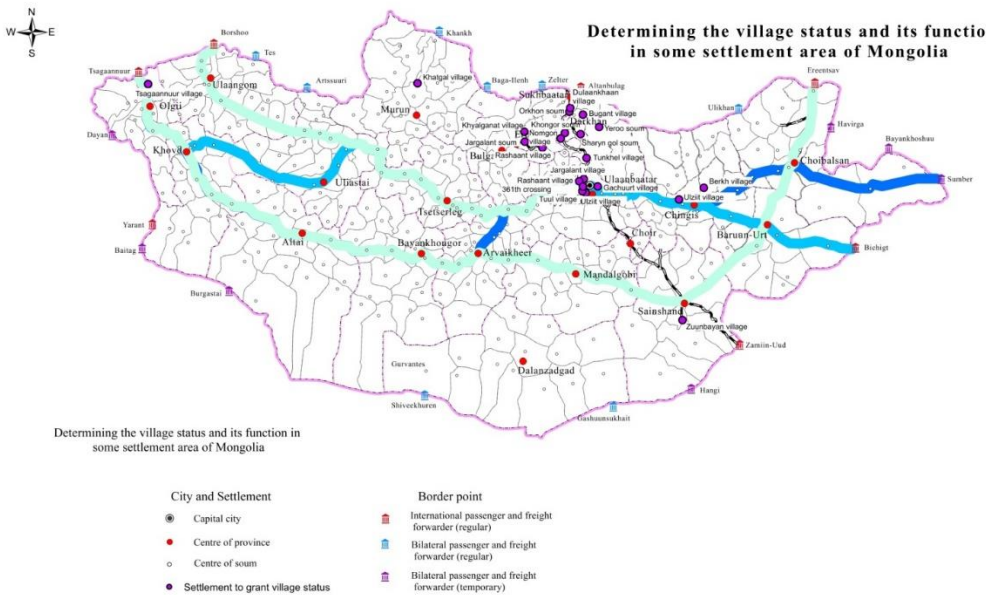 N
W E
S
Determining the village status and its functio
in some settlement area of Mongolia
Borshoo
Tes
Khankh
Tsagaannuur
Artssuuri
Baga-Ilenh
Zelter
Altanbulag
Ereentsav
Ulaangom
Tsagaannuur village
Olgii
Khatgal village
Murun
Sukhbaatar
Dulaankhaan
village
Orkhon soum
Bugant village
Ulikhan
Havirga
Khyalganat village
Khongor soum
Darkhan
Yeroo soum
Nomgon
village
Jargalant soum
Sharyn gol soum
Rashaant village
Tunkhel village
Dayan
Bayankhoshau
Khovd
Choibalsan
Uliastai
Jargalant village
Ulaanbaatar
Rashaant village
Gachuurt village
361th crossing
Tuul village
Ulziit village
Berkh village
Ulziit village
Chingis
Sumber
Tsetserleg
Yarant
Baitag
Altai
Bayankhongor
Arvaikheer
Choir
Barunn-Urt
Bichigt
Mandalgobi
Burgastai
Sainshand
Zuunbayan village
Zamiin-Uud
Gurvantes
Dalanzadgad
Shiveekhuren
Gashuunsukhait
Hangi
Determining the village status and its function in
some settlement area of Mongolia
City and Settlement
Capital city
Centre of province
Centre of soum
Settlement to grant village status
Border point
International passenger and freight
forwarder (regular)
Bilateral passenger and freight
forwarder (regular)
Bilateral passenger and freight
forwarder (temporary)